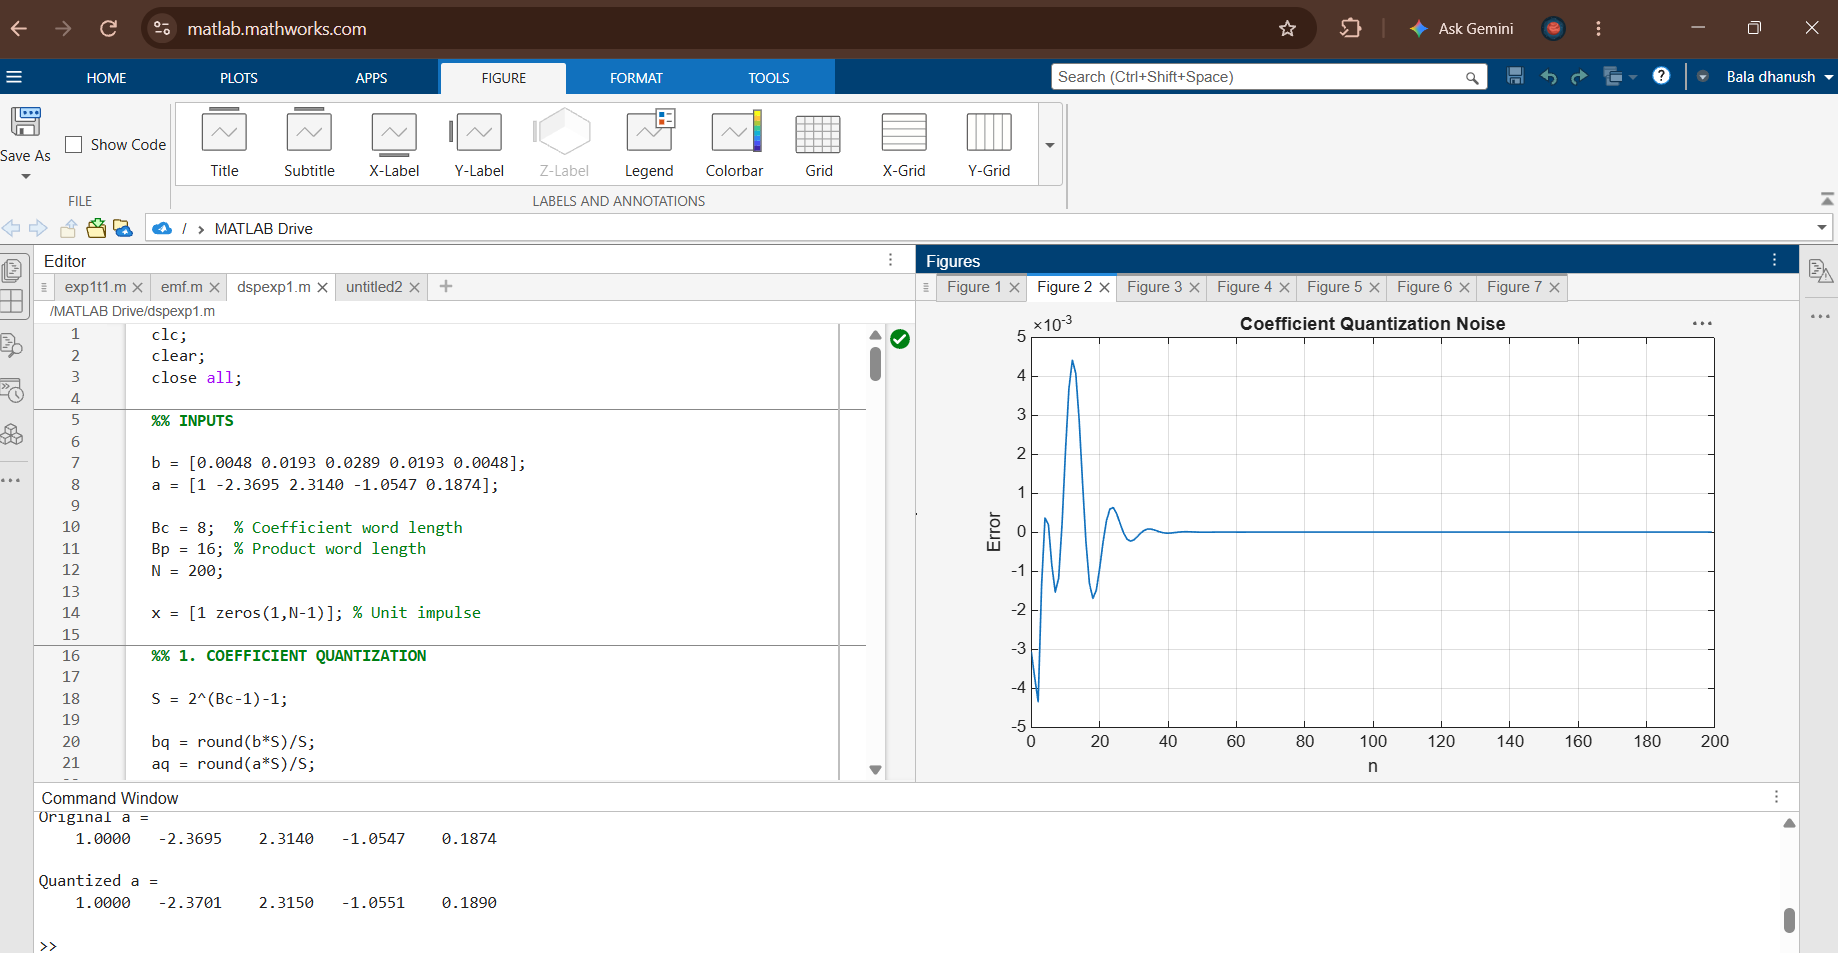 matlab.mathworks.com
Ask Gemini
HOME PLOTS APPS FIGURE FORMAT TOOLS
Search (Ctrl+Shift+Space)
Bala dhanush
Save As
Show Code
Title Subtitle X-Label Y-Label Z-Label Legend Colorbar Grid X-Grid Y-Grid
FILE
LABELS AND ANNOTATIONS
/ › MATLAB Drive
Editor
exp1t1.m dspexp1.m emf.m untitled2
/MATLAB Drive/dspexp1.m
1 clc;
2 clear;
3 close all;
4
5 %% INPUTS
6
7 b = [0.0048 0.0193 0.0289 0.0193 0.0048];
8 a = [1 -2.3695 2.3140 -1.0547 0.1874];
9
10 Bc = 8; % Coefficient word length
11 Bp = 16; % Product word length
12 N = 200;
13
14 x = [1 zeros(1,N-1)]; % Unit impulse
15
16 %% 1. COEFFICIENT QUANTIZATION
17
18 S = 2^(Bc-1)-1;
19
20 bq = round(b*S)/S;
21 aq = round(a*S)/S;
Figures
Figure 1 Figure 2 Figure 3 Figure 4 Figure 5 Figure 6 Figure 7
×10-3
Coefficient Quantization Noise
5
4
3
2
1
0
-1
-2
-3
-4
-5
Error
0 20 40 60 80 100 120 140 160 180 200
n
Command Window
Original a =
1.0000 -2.3695 2.3140 -1.0547 0.1874
Quantized a =
1.0000 -2.3701 2.3150 -1.0551 0.1890
>>